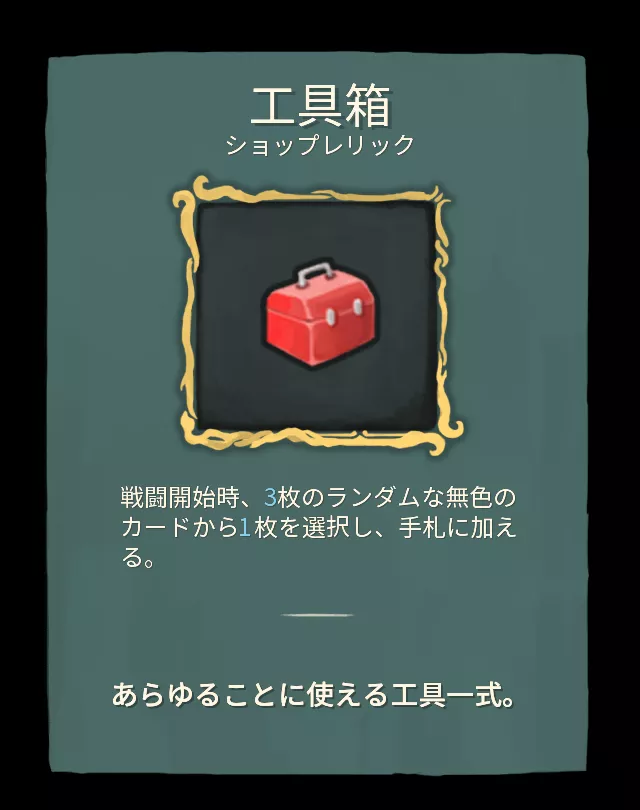 工具箱
ショップレリック
戦闘開始時、3枚のランダムな無色の
カードから1枚を選択し、手札に加え
る。
あらゆることに使える工具一式。